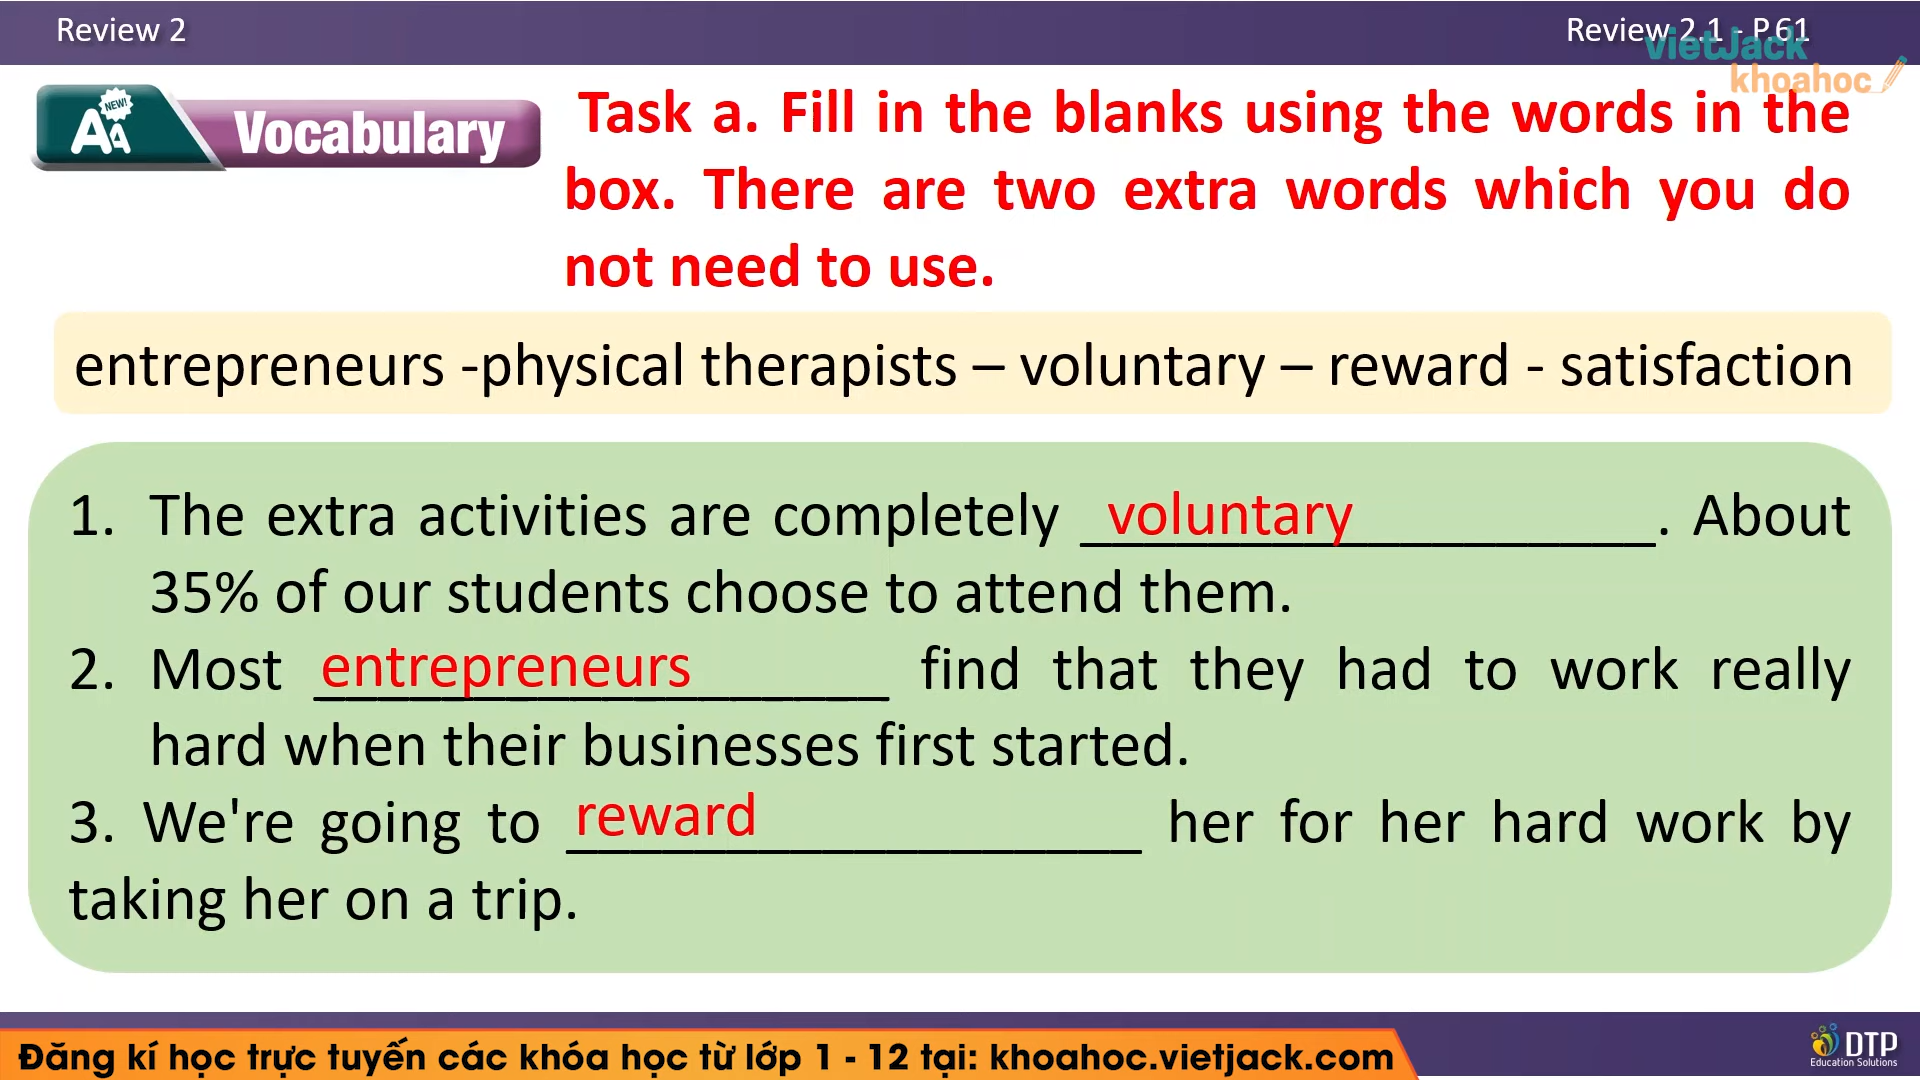 Review 2
Review 2.1 - P.61
vietJack
khoahoc
AA NEW!
Vocabulary
Task a. Fill in the blanks using the words in the
box. There are two extra words which you do
not need to use.
entrepreneurs -physical therapists – voluntary – reward - satisfaction
1. The extra activities are completely __voluntary__________. About
35% of our students choose to attend them.
2. Most entrepreneurs______ find that they had to work really
hard when their businesses first started.
3. We're going to reward____________ her for her hard work by
taking her on a trip.
Đăng kí học trực tuyến các khóa học từ lớp 1 - 12 tại: khoahoc.vietjack.com
DTP
Education Solutions